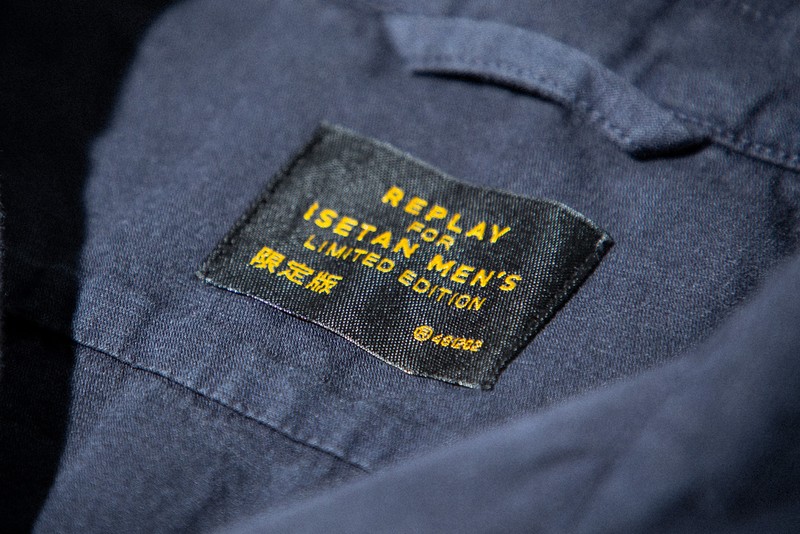 REPLAY
FOR
ISETAN MEN'S
LIMITED EDITION
限定版